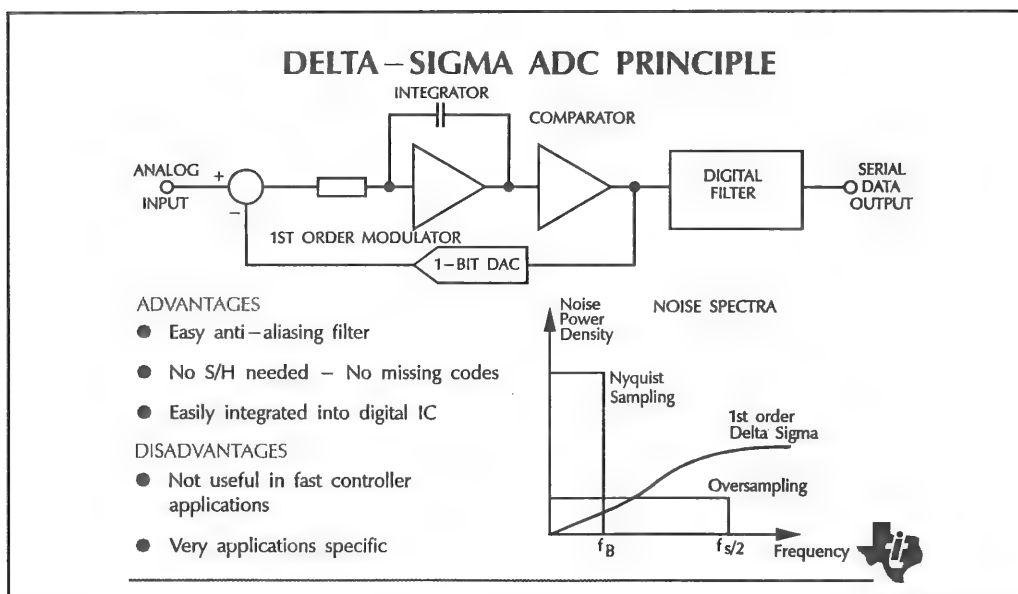 DELTA – SIGMA ADC PRINCIPLE
INTEGRATOR
COMPARATOR
ANALOG
INPUT
+
−
1ST ORDER MODULATOR
1−BIT DAC
DIGITAL
FILTER
SERIAL
DATA
OUTPUT
ADVANTAGES
● Easy anti−aliasing filter
● No S/H needed − No missing codes
● Easily integrated into digital IC
DISADVANTAGES
● Not useful in fast controller
applications
● Very applications specific
Noise
Power
Density
NOISE SPECTRA
Nyquist
Sampling
1st order
Delta Sigma
Oversampling
fB
fs/2
Frequency